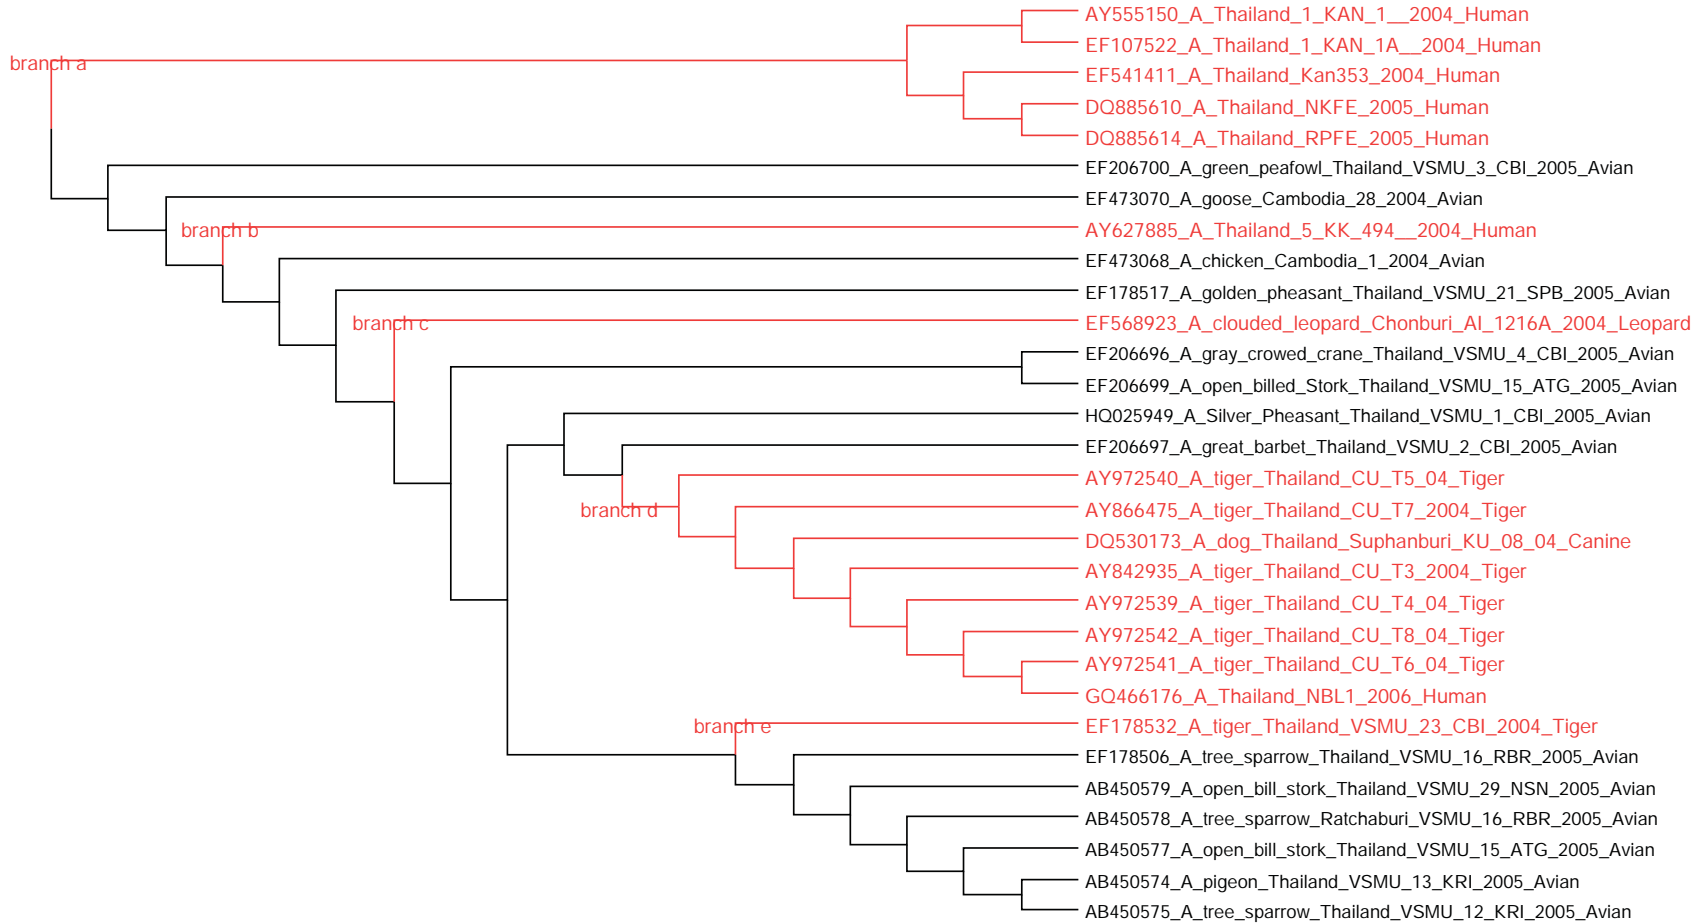 AY555150_A_Thailand_1_KAN_1__2004_Human
EF107522_A_Thailand_1_KAN_1A__2004_Human
branch a
EF541411_A_Thailand_Kan353_2004_Human
DQ885610_A_Thailand_NKFE_2005_Human
DQ885614_A_Thailand_RPFE_2005_Human
EF206700_A_green_peafowl_Thailand_VSMU_3_CBI_2005_Avian
EF473070_A_goose_Cambodia_28_2004_Avian
branch b
AY627885_A_Thailand_5_KK_494__2004_Human
EF473068_A_chicken_Cambodia_1_2004_Avian
EF178517_A_golden_pheasant_Thailand_VSMU_21_SPB_2005_Avian
branch c
EF568923_A_clouded_leopard_Chonburi_AI_1216A_2004_Leopard
EF206696_A_gray_crowed_crane_Thailand_VSMU_4_CBI_2005_Avian
EF206699_A_open_billed_Stork_Thailand_VSMU_15_ATG_2005_Avian
HQ025949_A_Silver_Pheasant_Thailand_VSMU_1_CBI_2005_Avian
EF206697_A_great_barbet_Thailand_VSMU_2_CBI_2005_Avian
AY972540_A_tiger_Thailand_CU_T5_04_Tiger
branch d
AY866475_A_tiger_Thailand_CU_T7_2004_Tiger
DQ530173_A_dog_Thailand_Suphanburi_KU_08_04_Canine
AY842935_A_tiger_Thailand_CU_T3_2004_Tiger
AY972539_A_tiger_Thailand_CU_T4_04_Tiger
AY972542_A_tiger_Thailand_CU_T8_04_Tiger
AY972541_A_tiger_Thailand_CU_T6_04_Tiger
GQ466176_A_Thailand_NBL1_2006_Human
branch e
EF178532_A_tiger_Thailand_VSMU_23_CBI_2004_Tiger
EF178506_A_tree_sparrow_Thailand_VSMU_16_RBR_2005_Avian
AB450579_A_open_bill_stork_Thailand_VSMU_29_NSN_2005_Avian
AB450578_A_tree_sparrow_Ratchaburi_VSMU_16_RBR_2005_Avian
AB450577_A_open_bill_stork_Thailand_VSMU_15_ATG_2005_Avian
AB450574_A_pigeon_Thailand_VSMU_13_KRI_2005_Avian
AB450575_A_tree_sparrow_Thailand_VSMU_12_KRI_2005_Avian